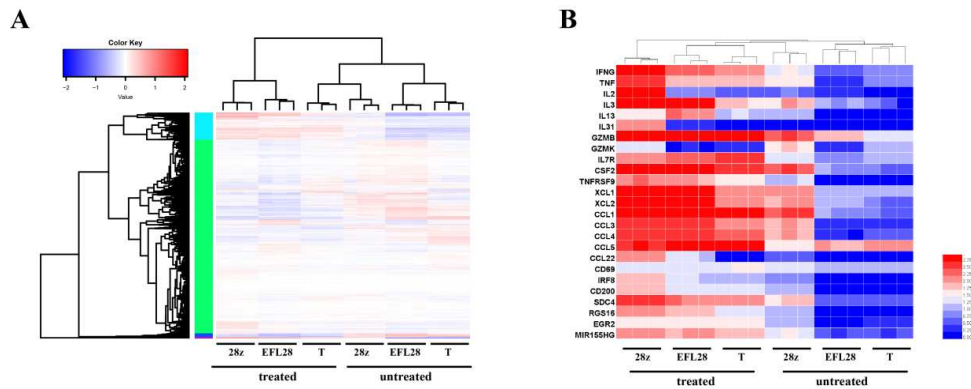 A
Color Key
-2 -1 0 1 2
Value
28z EFL28 T 28z EFL28 T
treated untreated
B
IFNG
TNF
IL2
IL3
IL13
IL31
GZMB
GZMK
IL7R
CSF2
TNFRSF9
XCL1
XCL2
CCL1
CCL3
CCL4
CCL5
CCL22
CD69
IRF8
CD200
SDC4
RGS16
EGR2
MIR155HG
28z EFL28 T 28z EFL28 T
treated untreated